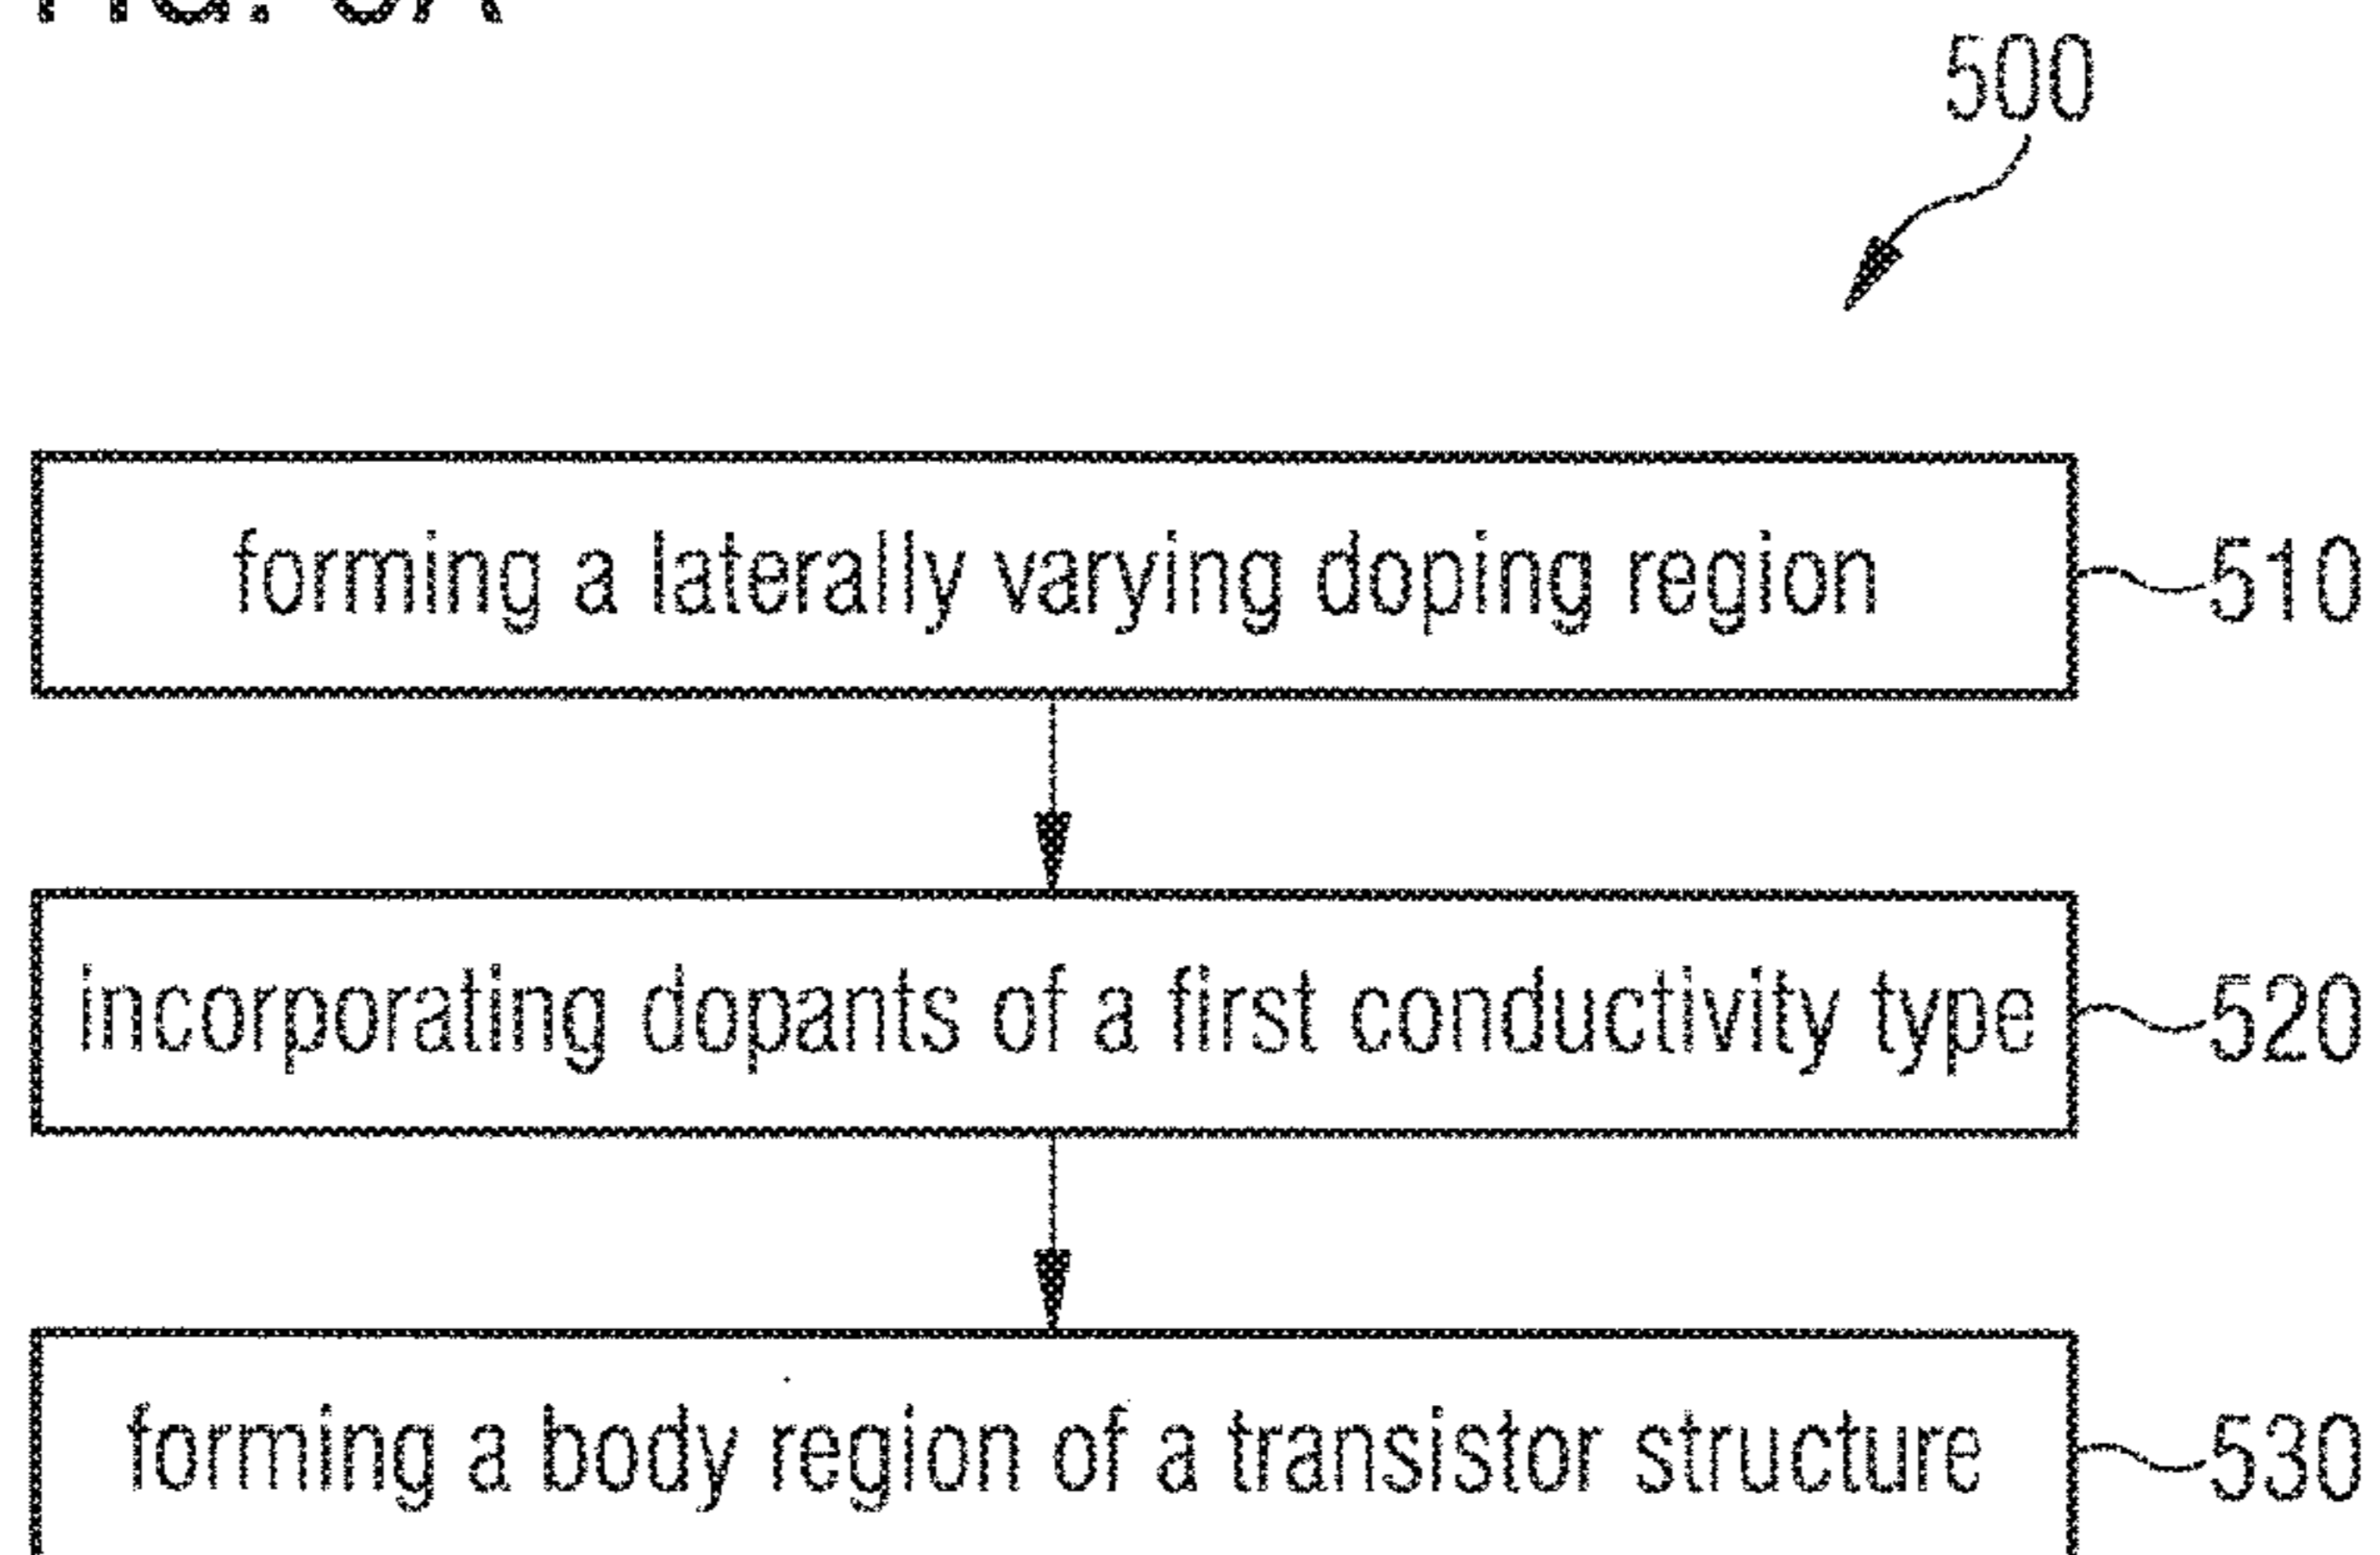 500
forming a laterally varying doping region
510
incorporating dopants of a first conductivity type
520
forming a body region of a transistor structure
530